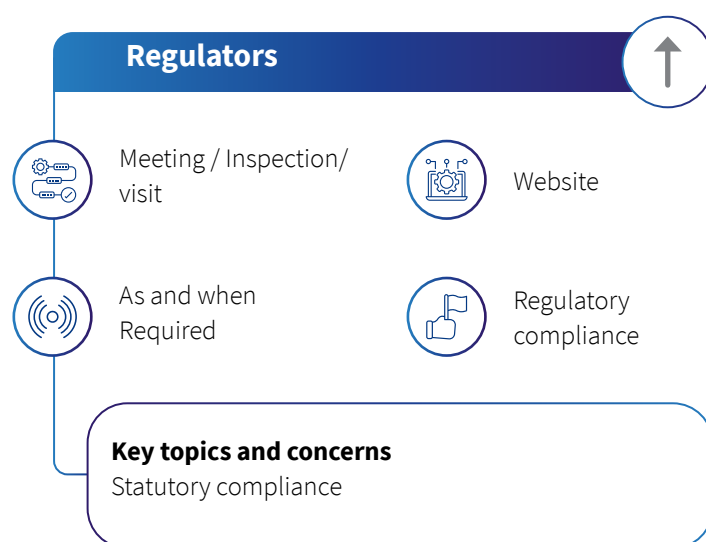 Regulators
Meeting / Inspection/
visit
Website
As and when
Required
Regulatory
compliance
Key topics and concerns
Statutory compliance